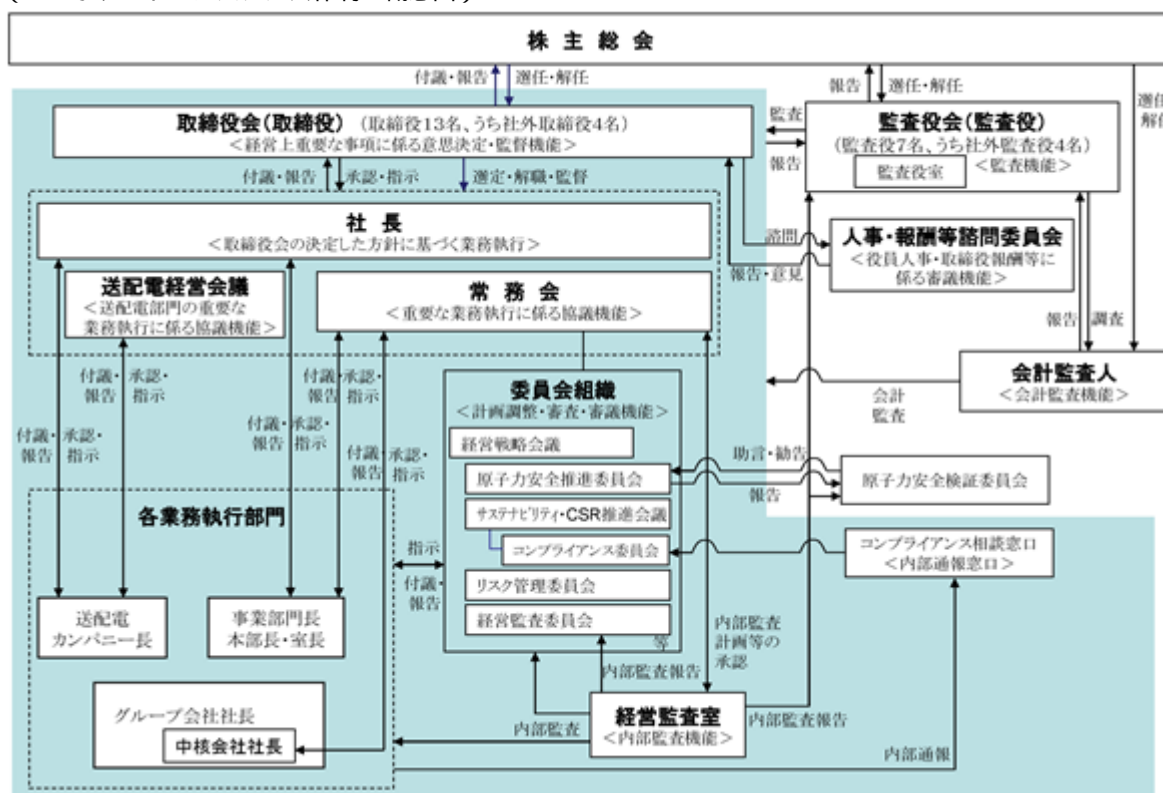 株 主 総 会
付議・報告
選任・解任
報告
選任・解任
選任
解任
取締役会(取締役) (取締役13名、うち社外取締役4名)
<経営上重要な事項に係る意思決定・監督機能>
監査
報告
監査役会(監査役)
(監査役7名、うち社外監査役4名)
監査役室
<監査機能>
付議・報告
承認・指示
選定・解職・監督
社 長
<取締役会の決定した方針に基づく業務執行>
諮問
報告・意見
人事・報酬等諮問委員会
<役員人事・取締役報酬等に
係る審議機能>
送配電経営会議
<送配電部門の重要な
業務執行に係る協議機能>
常 務 会
<重要な業務執行に係る協議機能>
報告
調査
会計監査人
<会計監査機能>
会計
監査
付議・
報告
承認・
指示
付議・
報告
承認・
指示
付議・
報告
承認・
指示
付議・
報告
承認・
指示
委員会組織
<計画調整・審査・審議機能>
経営戦略会議
原子力安全推進委員会
サステナビリティ・CSR推進会議
コンプライアンス委員会
リスク管理委員会
経営監査委員会
等
助言・勧告
報告
原子力安全検証委員会
コンプライアンス相談窓口
<内部通報窓口>
各業務執行部門
指示
付議・
報告
送配電
カンパニー長
事業部門長
本部長・室長
グループ会社社長
中核会社社長
内部監査
計画等の
承認
内部監査報告
内部監査
経営監査室
<内部監査機能>
内部監査報告
内部通報